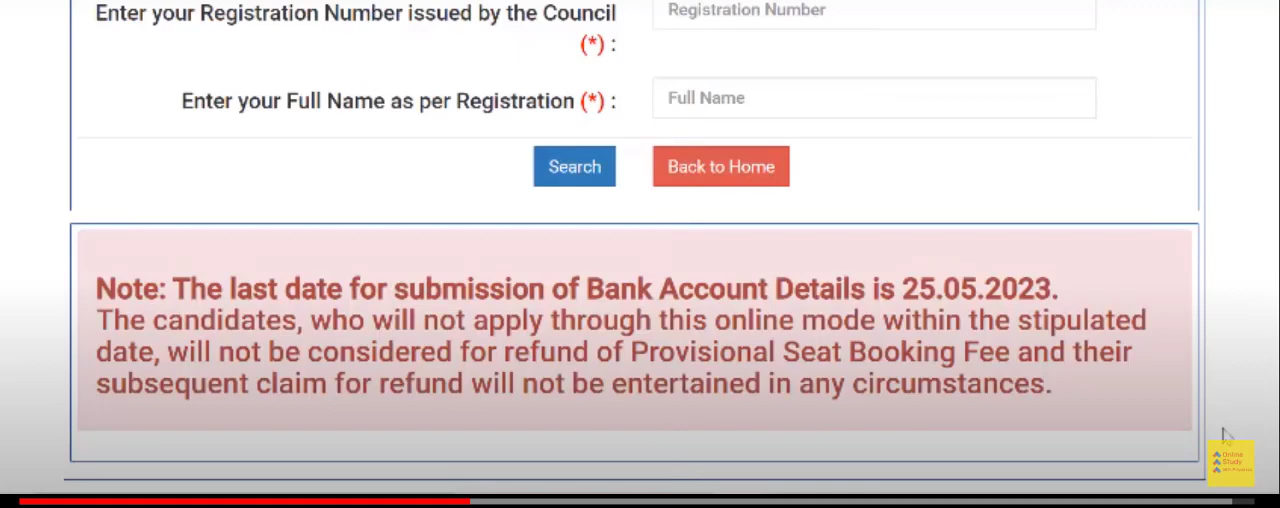 Enter your Registration Number issued by the Council
(*) :
Registration Number
Enter your Full Name as per Registration (*) :
Full Name
Search
Back to Home
Note: The last date for submission of Bank Account Details is 25.05.2023.
The candidates, who will not apply through this online mode within the stipulated
date, will not be considered for refund of Provisional Seat Booking Fee and their
subsequent claim for refund will not be entertained in any circumstances.
Online
Study